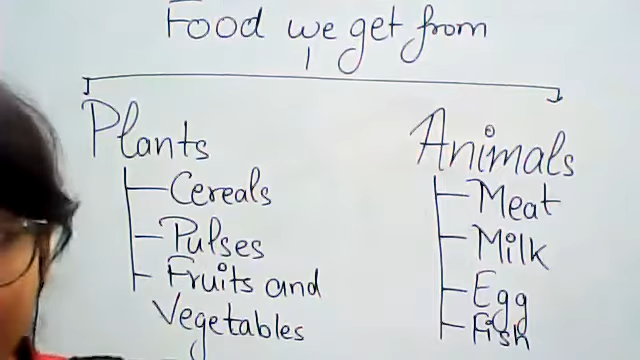 Food we get from
Plants
Cereals
Pulses
Fruits and
Vegetables
Animals
Meat
Milk
Egg
Fish